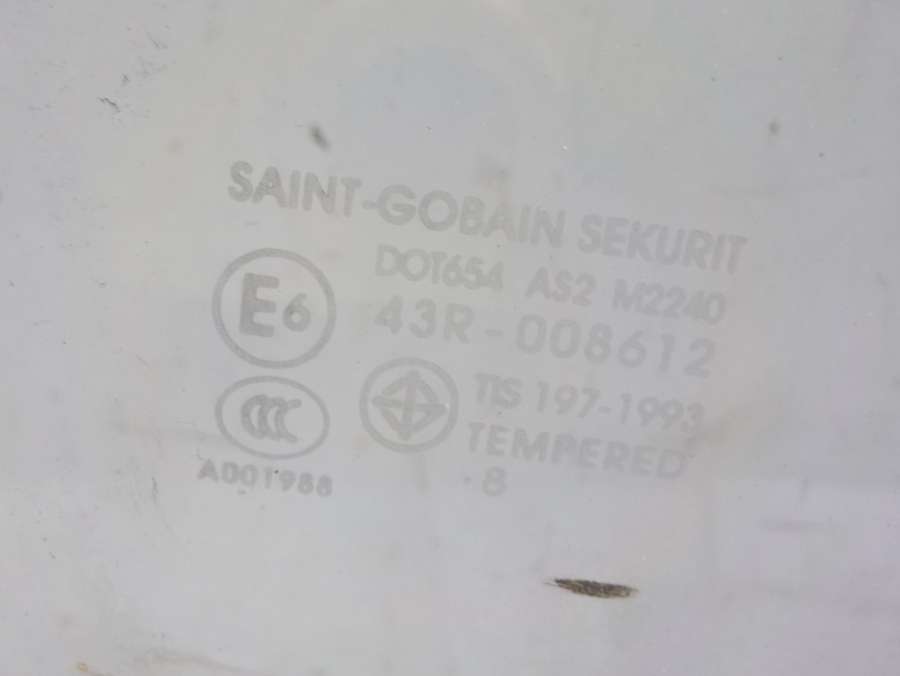 SAINT-GOBAIN SEKURIT
DOT654 AS2 M2240
E6 43R-008612
CCC TIS 197-1993
TEMPERED
A001988 .8